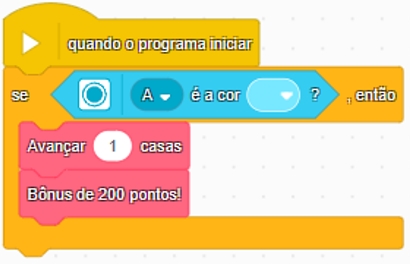 quando o programa iniciar
se A é a cor ? , então
Avançar 1 casas
Bônus de 200 pontos!